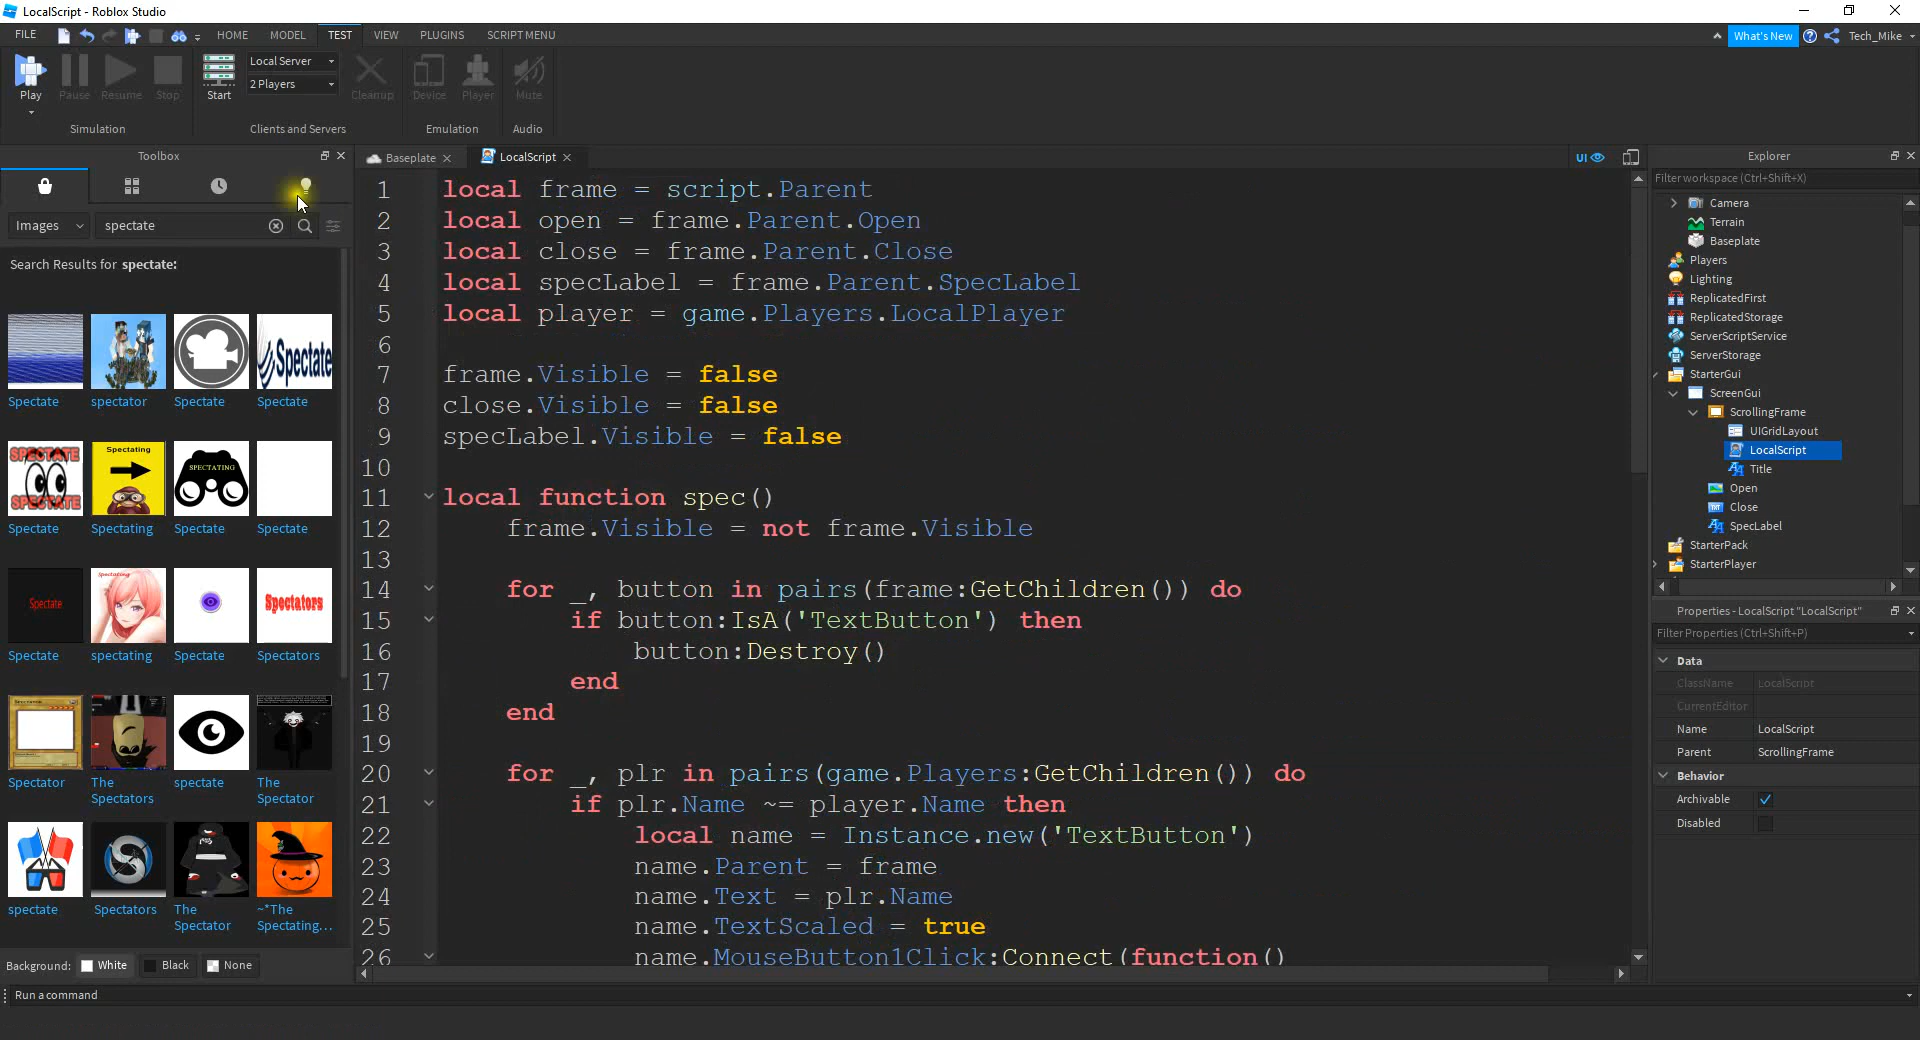 LocalScript - Roblox Studio
FILE HOME MODEL TEST VIEW PLUGINS SCRIPT MENU What's New Tech_Mike
Play Pause Resume Stop Start Local Server 2 Players Cleanup Device Player Mute
Simulation Clients and Servers Emulation Audio
Toolbox
Images spectate
Search Results for spectate:
Spectate spectator Spectate Spectate
Spectate Spectating Spectate Spectate
Spectate spectating Spectate Spectators
Spectator The Spectators spectate The Spectator
spectate Spectators The Spectator ~*The Spectating...
Background: White Black None
Baseplate LocalScript UI
1 local frame = script.Parent
2 local open = frame.Parent.Open
3 local close = frame.Parent.Close
4 local specLabel = frame.Parent.SpecLabel
5 local player = game.Players.LocalPlayer
6
7 frame.Visible = false
8 close.Visible = false
9 specLabel.Visible = false
10
11 local function spec()
12 frame.Visible = not frame.Visible
13
14 for _, button in pairs(frame:GetChildren()) do
15 if button:IsA('TextButton') then
16 button:Destroy()
17 end
18 end
19
20 for _, plr in pairs(game.Players:GetChildren()) do
21 if plr.Name ~= player.Name then
22 local name = Instance.new('TextButton')
23 name.Parent = frame
24 name.Text = plr.Name
25 name.TextScaled = true
26 name.MouseButton1Click:Connect(function()
Explorer
Filter workspace (Ctrl+Shift+X)
Camera
Terrain
Baseplate
Players
Lighting
ReplicatedFirst
ReplicatedStorage
ServerScriptService
ServerStorage
StarterGui
ScreenGui
ScrollingFrame
UIGridLayout
LocalScript
Title
Open
Close
SpecLabel
StarterPack
StarterPlayer
Properties - LocalScript "LocalScript"
Filter Properties (Ctrl+Shift+P)
Data
ClassName LocalScript
CurrentEditor
Name LocalScript
Parent ScrollingFrame
Behavior
Archivable
Disabled
Run a command